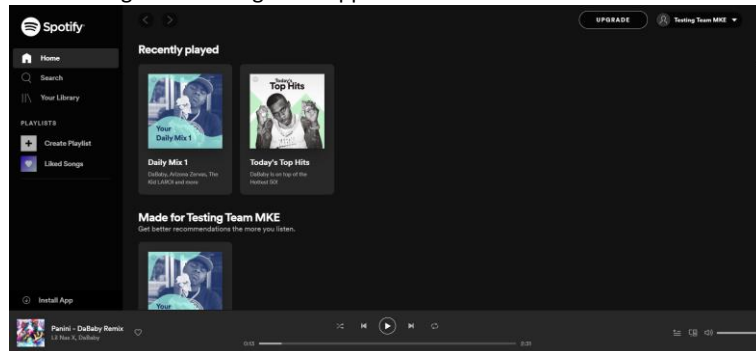 Spotify
UPGRADE
Testing Team MKE
Home
Search
Your Library
PLAYLISTS
Create Playlist
Liked Songs
Install App
Recently played
Your
Daily Mix 1
Daily Mix 1
DaBaby, Arizona Zervas, The
Kid LAROI and more
Today's
Top Hits
Today's Top Hits
DaBaby is on top of the
Hottest 50!
Made for Testing Team MKE
Get better recommendations the more you listen.
Your
Panini - DaBaby Remix
Lil Nas X, DaBaby
0:03
2:31